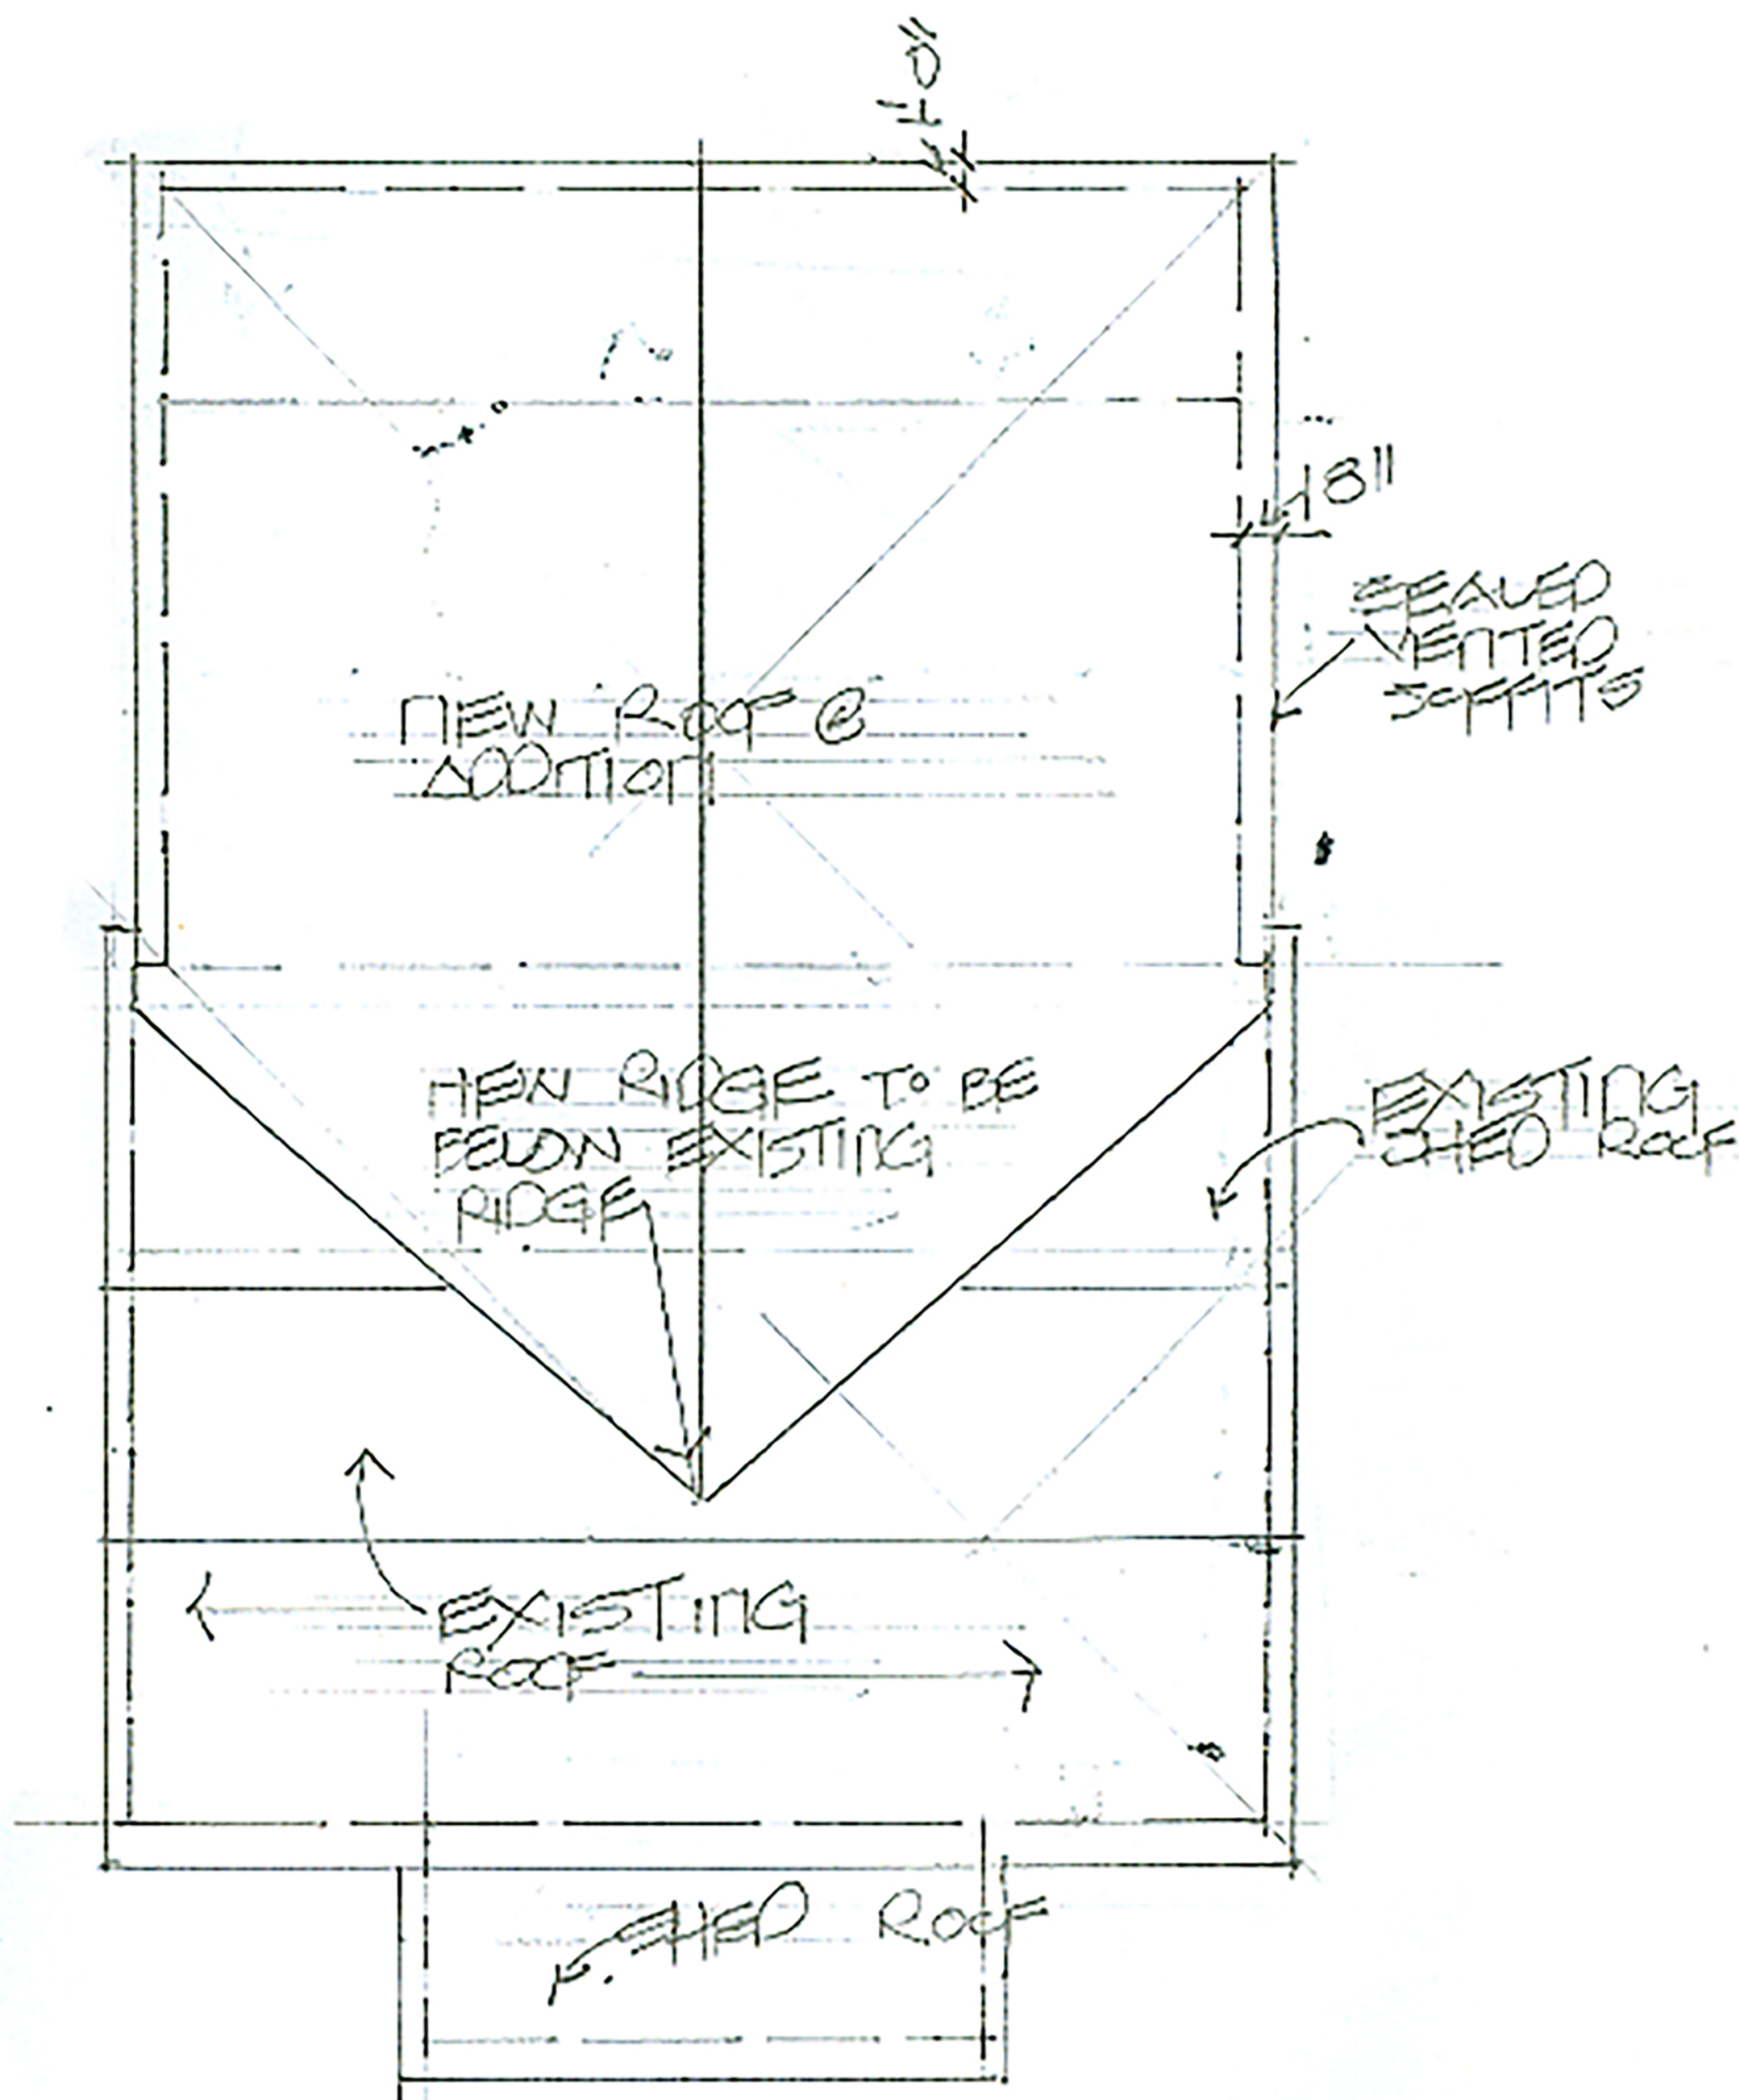 1'-0"
18"
SEALED
VENTED
SOFFITS
NEW ROOF @
ADDITION
NEW RIDGE TO BE
BELOW EXISTING
RIDGE
EXISTING
SHED ROOF
EXISTING
ROOF
SHED ROOF